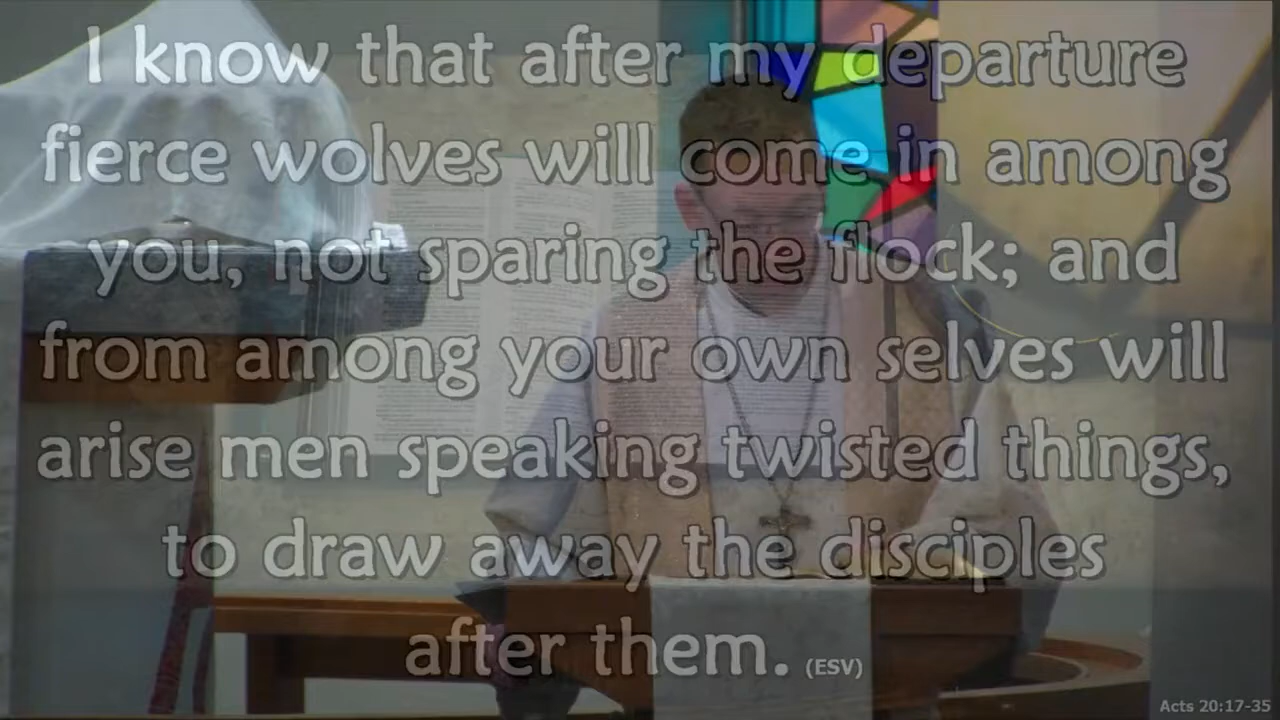 I know that after my departure
fierce wolves will come in among
you, not sparing the flock; and
from among your own selves will
arise men speaking twisted things,
to draw away the disciples
after them. (ESV)
Acts 20:17-35